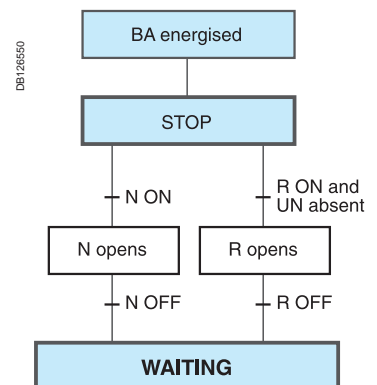 BA energised
DB126550
STOP
N ON
R ON and
UN absent
N opens
R opens
N OFF
R OFF
WAITING